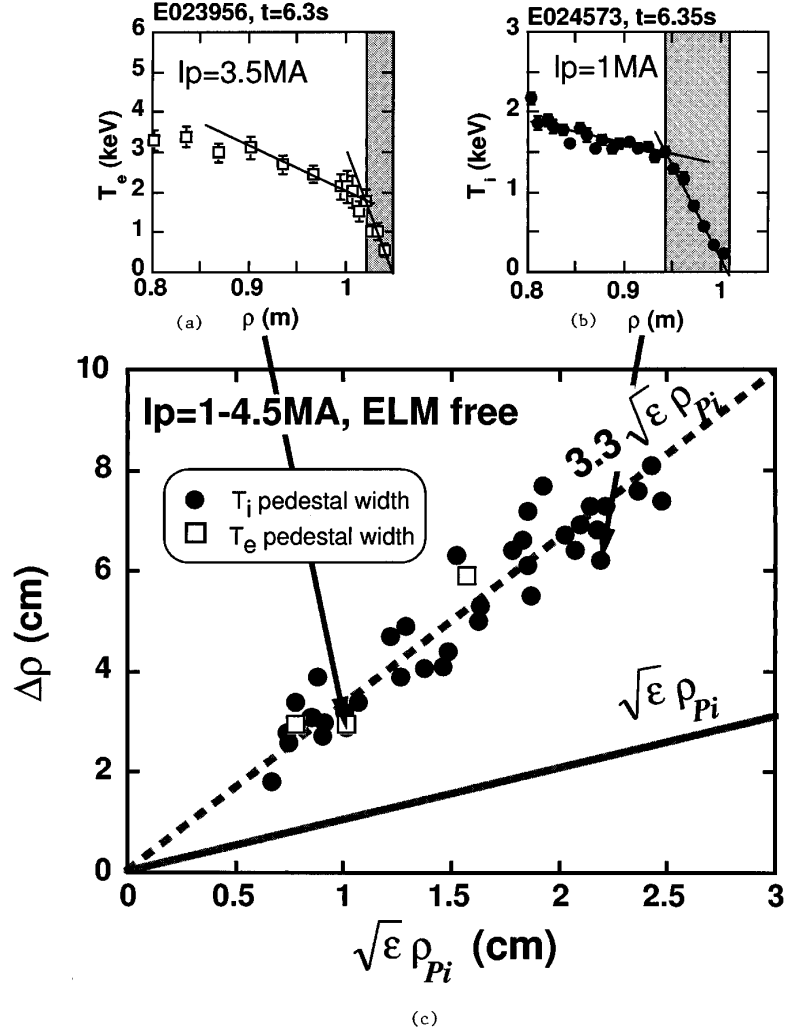 E023956, t=6.3s
6
5
4
3
2
1
0
T_e (keV)
Ip=3.5MA
0.8
0.9
1
(a)
ρ (m)
E024573, t=6.35s
3
2
1
0
T_i (keV)
Ip=1MA
0.8
0.9
1
(b)
ρ (m)
10
8
6
4
2
0
Δρ (cm)
Ip=1-4.5MA, ELM free
T_i pedestal width
T_e pedestal width
3.3 √ε ρ_Pi
√ε ρ_Pi
0
0.5
1
1.5
2
2.5
3
√ε ρ_Pi (cm)
(c)